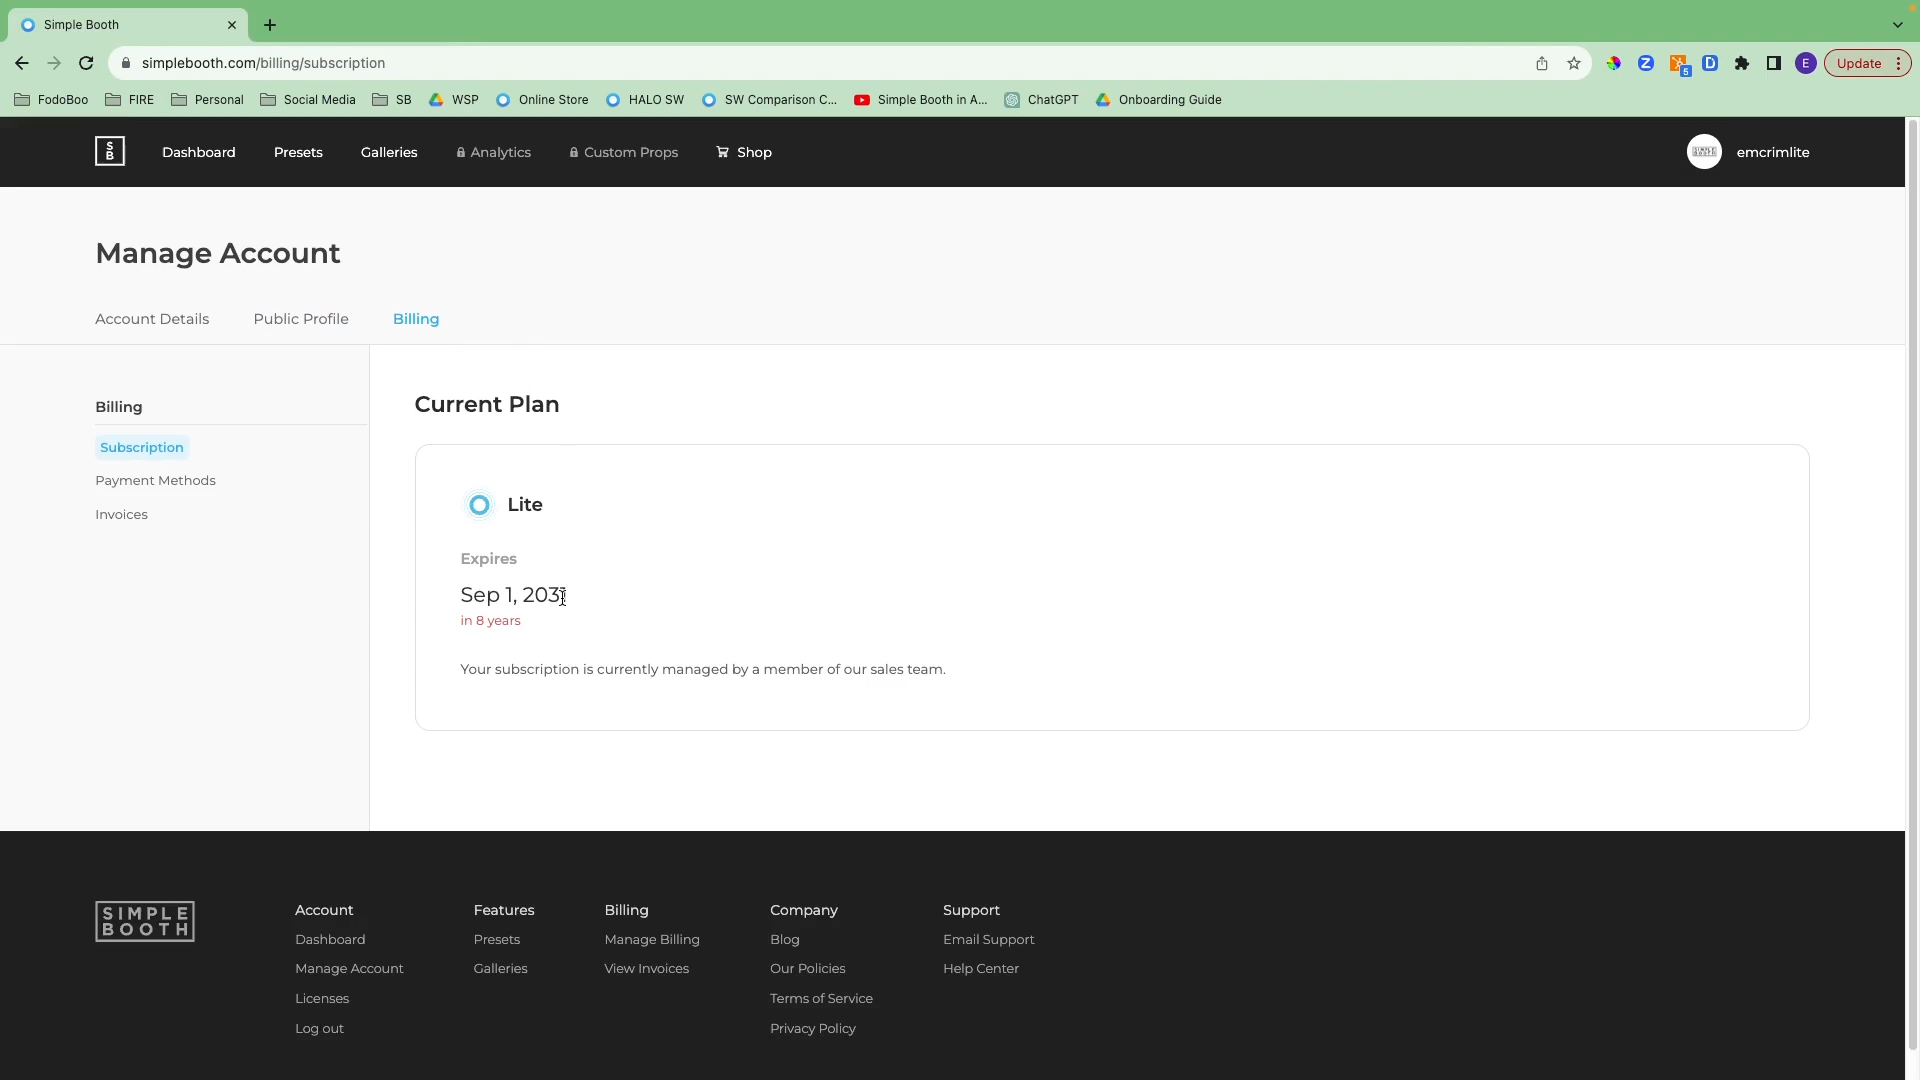 Simple Booth
simplebooth.com/billing/subscription
5
E
Update
FodoBoo
FIRE
Personal
Social Media
SB
WSP
Online Store
HALO SW
SW Comparison C...
Simple Booth in A...
ChatGPT
Onboarding Guide
S
B
Dashboard
Presets
Galleries
Analytics
Custom Props
Shop
emcrimlite
Manage Account
Account Details
Public Profile
Billing
Billing
Subscription
Payment Methods
Invoices
Current Plan
Lite
Expires
Sep 1,
in 8 years
Your subscription is currently managed by a member of our sales team.
SIMPLE
BOOTH
Account
Dashboard
Manage Account
Licenses
Log out
Features
Presets
Galleries
Billing
Manage Billing
View Invoices
Company
Blog
Our Policies
Terms of Service
Privacy Policy
Support
Email Support
Help Center